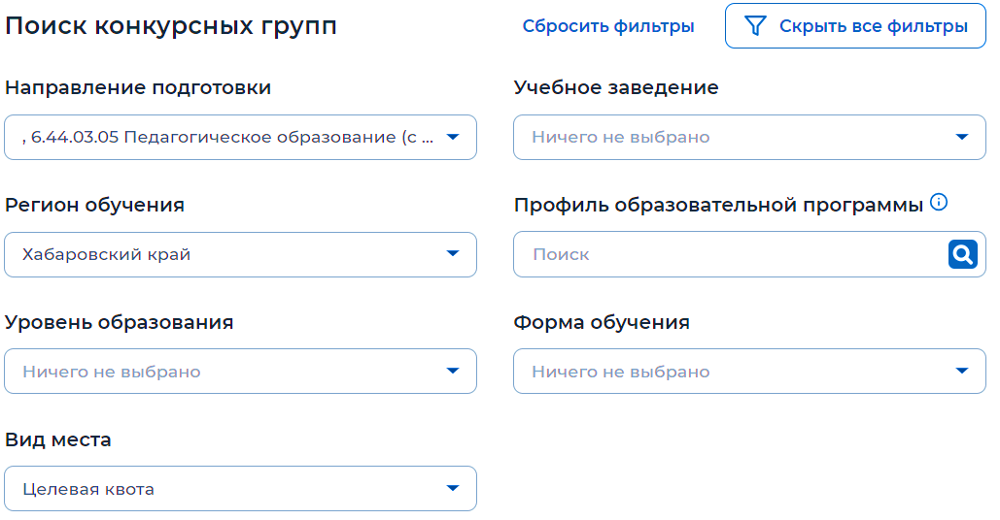 Поиск конкурсных групп
Сбросить фильтры
Скрыть все фильтры
Направление подготовки
Учебное заведение
, 6.44.03.05 Педагогическое образование (с ...
Ничего не выбрано
Регион обучения
Профиль образовательной программы
Хабаровский край
Поиск
Уровень образования
Форма обучения
Ничего не выбрано
Ничего не выбрано
Вид места
Целевая квота